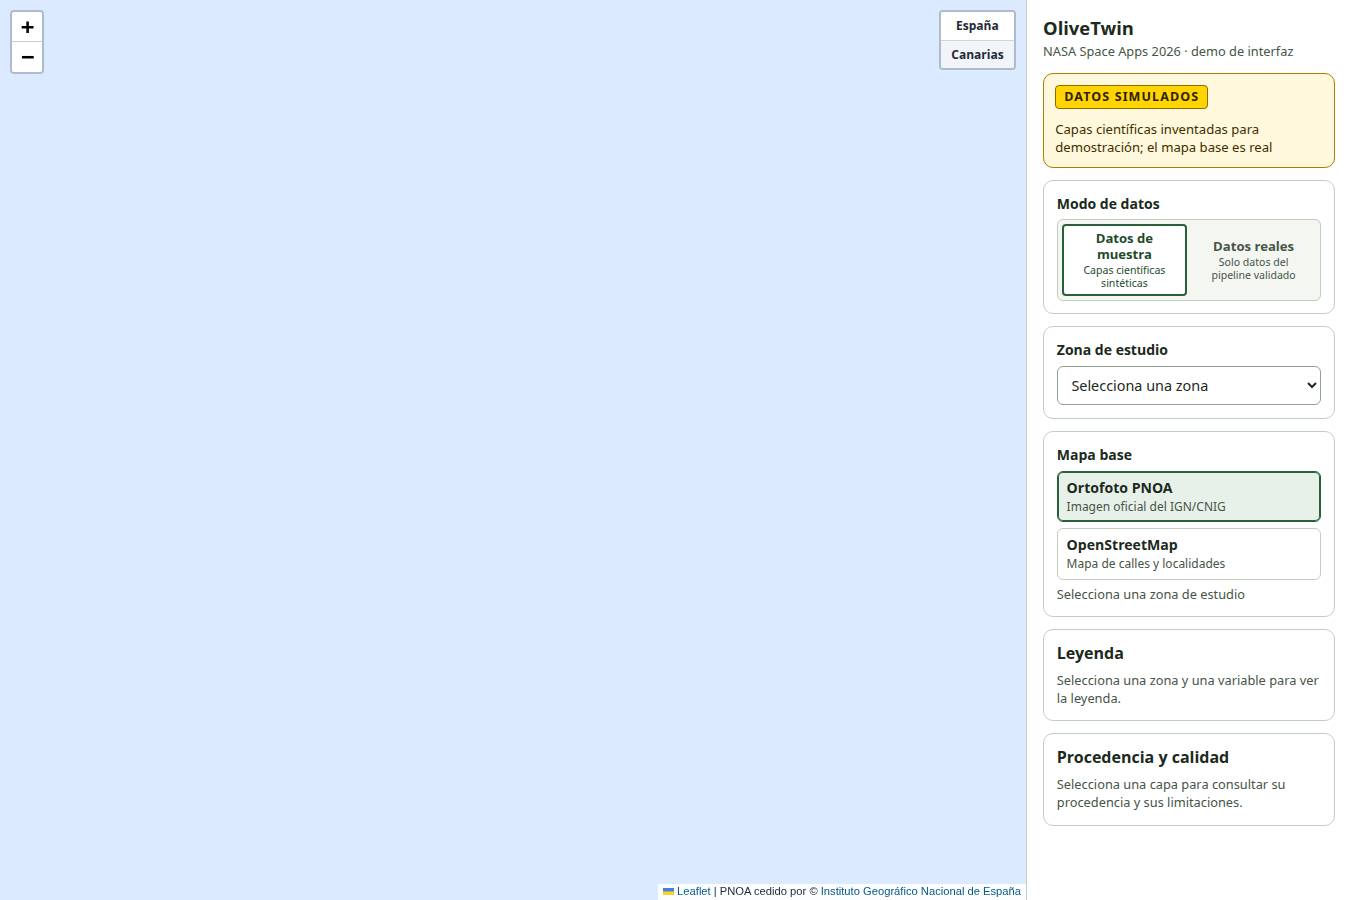 +
−
España
Canarias
Leaflet | PNOA cedido por © Instituto Geográfico Nacional de España
OliveTwin
NASA Space Apps 2026 · demo de interfaz
DATOS SIMULADOS
Capas científicas inventadas para
demostración; el mapa base es real
Modo de datos
Datos de
muestra
Capas científicas
sintéticas
Datos reales
Solo datos del
pipeline validado
Zona de estudio
Selecciona una zona
Mapa base
Ortofoto PNOA
Imagen oficial del IGN/CNIG
OpenStreetMap
Mapa de calles y localidades
Selecciona una zona de estudio
Leyenda
Selecciona una zona y una variable para ver
la leyenda.
Procedencia y calidad
Selecciona una capa para consultar su
procedencia y sus limitaciones.